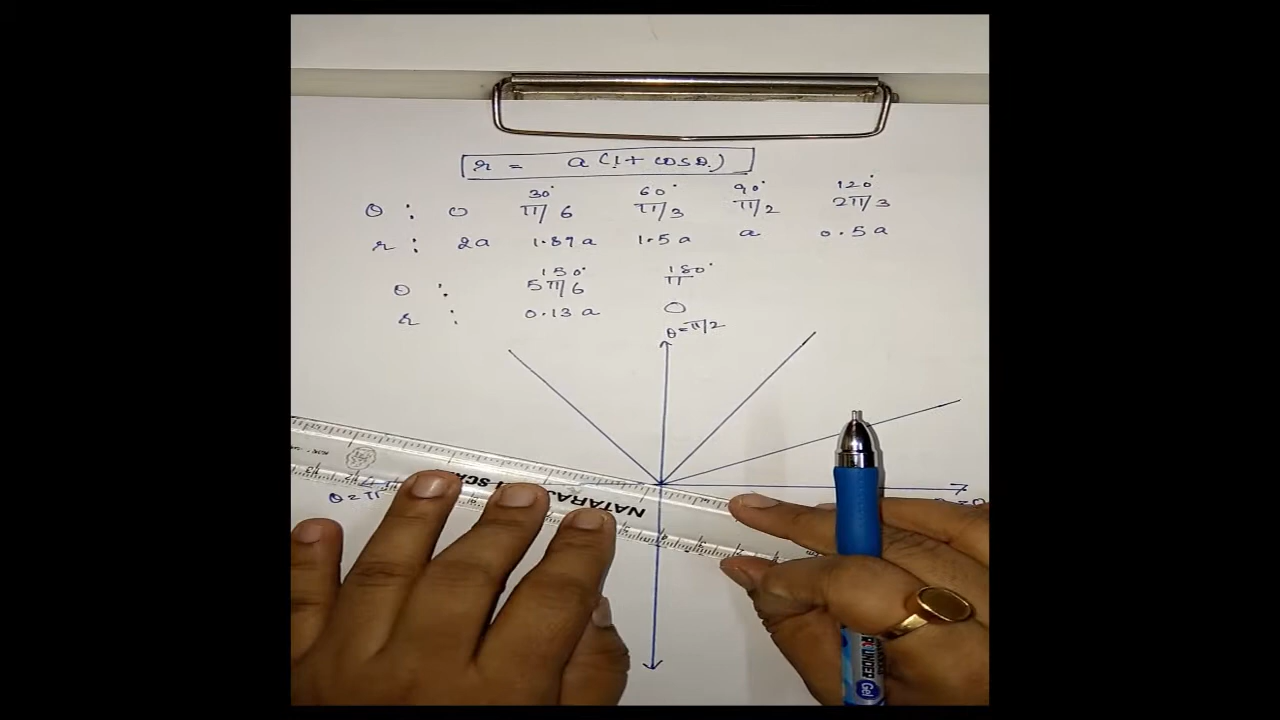 r = a(1+cosθ)
30° 60° 90° 120°
θ : 0 π/6 π/3 π/2 2π/3
r : 2a 1.87a 1.5a a 0.5a
150° 180°
θ : 5π/6 π
r : 0.13a 0
θ=π/2
θ=π
NATARAJ
Gel